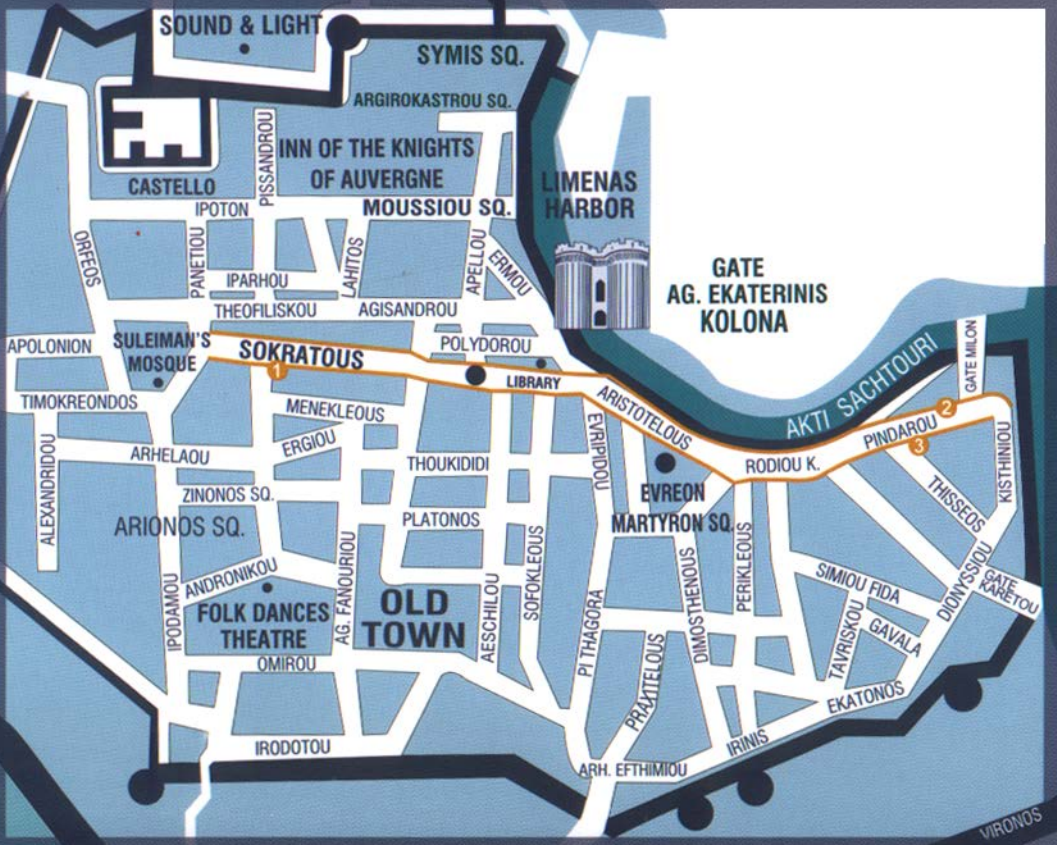 SOUND & LIGHT
SYMIS SQ.
ARGIROKASTROU SQ.
PISSANDROU
INN OF THE KNIGHTS
OF AUVERGNE
CASTELLO
LIMENAS
HARBOR
IPOTON
MOUSSIOU SQ.
ORFEOS
PANETIOU
LAHITOS
APELLOU
ERMOU
IPARHOU
GATE
AG. EKATERINIS
KOLONA
THEOFILISKOU
AGISANDROU
APOLONION
SULEIMAN'S
MOSQUE
SOKRATOUS
POLYDOROU
1
LIBRARY
AKTI SACHTOURI
GATE MILON
TIMOKREONDOS
MENEKLEOUS
ARISTOTELOUS
2
PINDAROU
3
ERGIOU
ALEXANDRIDOU
ARHELAOU
THOUKIDIDI
EVRIPIDOU
RODIOU K.
KISTHINIOU
ZINONOS SQ.
EVREON
MARTYRON SQ.
THISSEOS
ARIONOS SQ.
PLATONOS
ANDRONIKOU
AG. FANOURIOU
SOFOKLEOUS
PERIKLEOUS
SIMIOU FIDA
DIONYSSIOU
GATE
KARETOU
IPODAMOU
FOLK DANCES
THEATRE
OLD
TOWN
AESCHILOU
PITHAGORA
DIMOSTHENOUS
TAVRISKOU
GAVALA
OMIROU
PRAXITELOUS
EKATONOS
IRODOTOU
IRINIS
ARH. EFTHIMIOU
VIRONOS